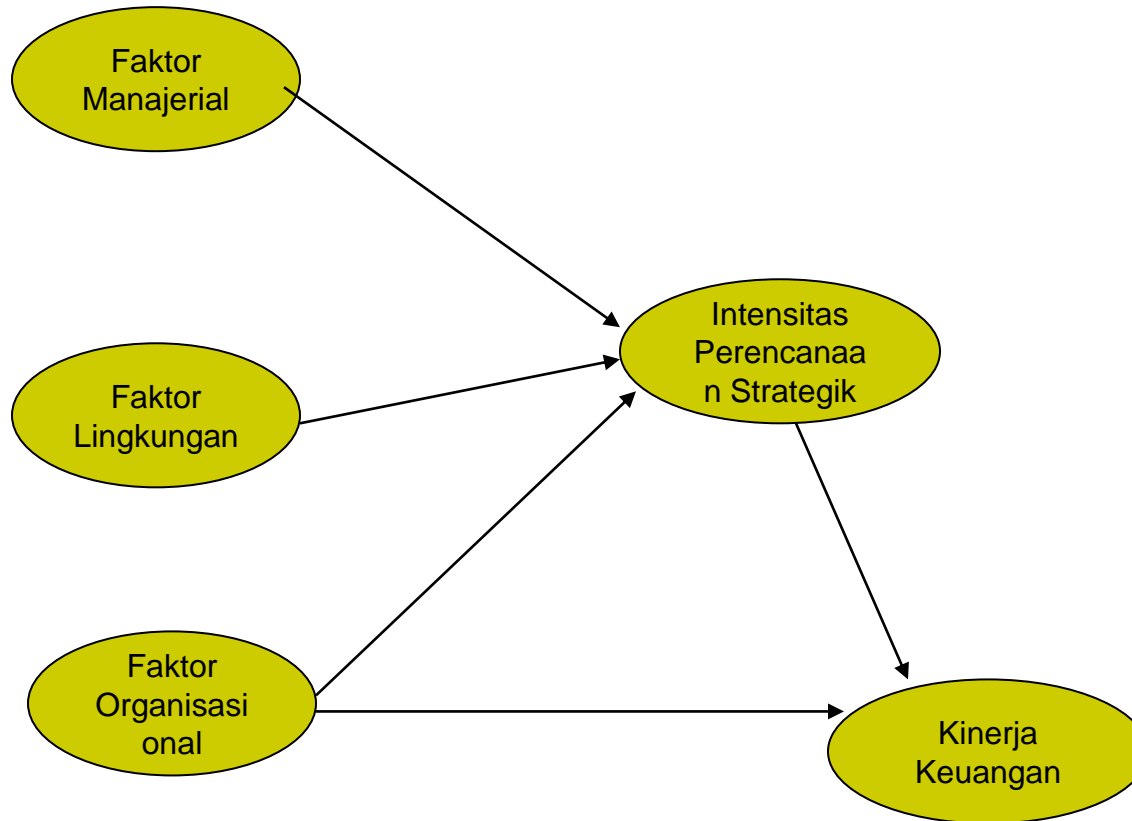 Faktor
Manajerial
Intensitas
Perencanaa
n Strategik
Faktor
Lingkungan
Faktor
Organisasi
onal
Kinerja
Keuangan